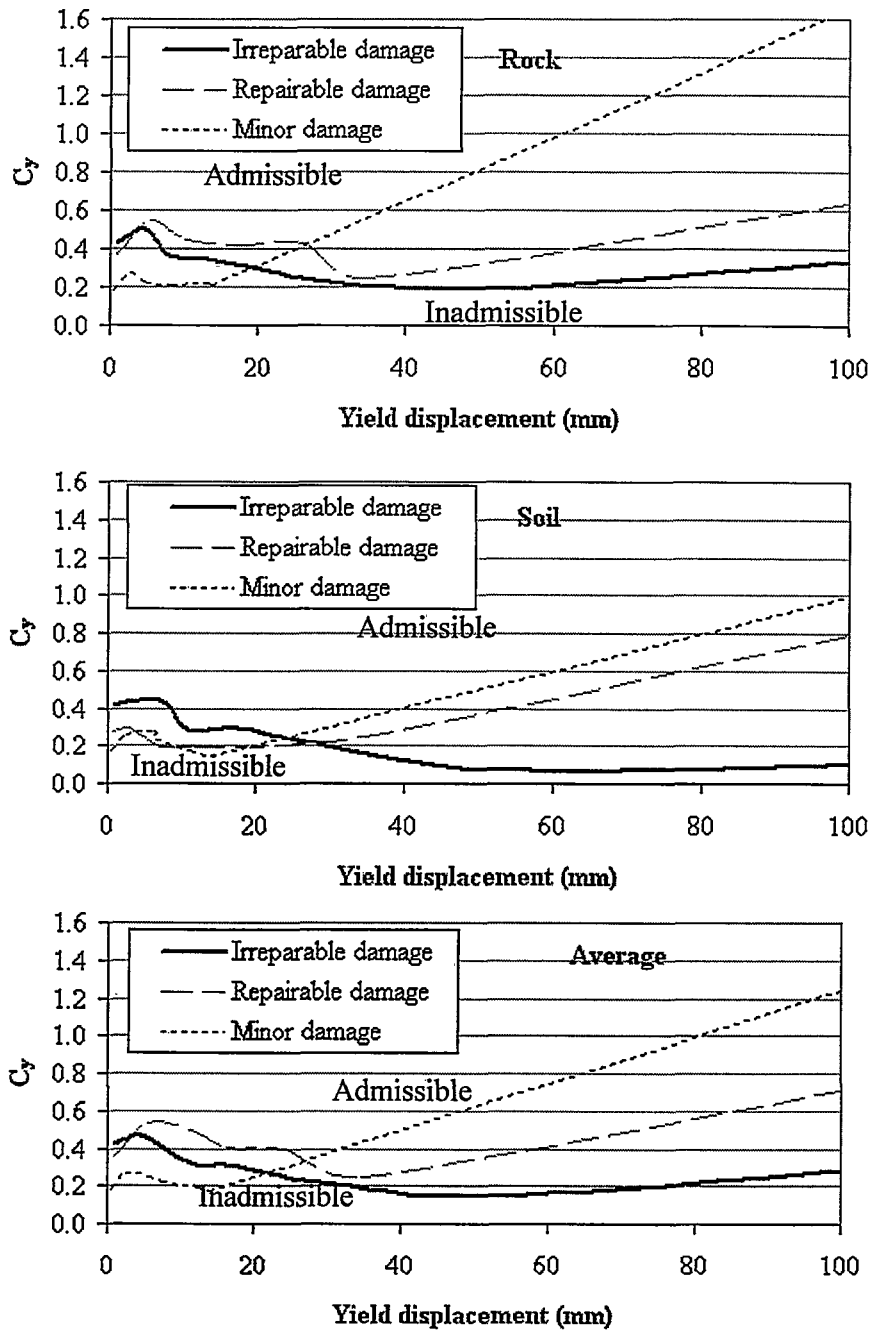 1.6
1.4
1.2
1.0
0.8
0.6
0.4
0.2
0.0
Cy
Irreparable damage
Repairable damage
Minor damage
Rock
Admissible
Inadmissible
0 20 40 60 80 100
Yield displacement (mm)
1.6
1.4
1.2
1.0
0.8
0.6
0.4
0.2
0.0
Cy
Irreparable damage
Repairable damage
Minor damage
Soil
Admissible
Inadmissible
0 20 40 60 80 100
Yield displacement (mm)
1.6
1.4
1.2
1.0
0.8
0.6
0.4
0.2
0.0
Cy
Irreparable damage
Repairable damage
Minor damage
Average
Admissible
Inadmissible
0 20 40 60 80 100
Yield displacement (mm)